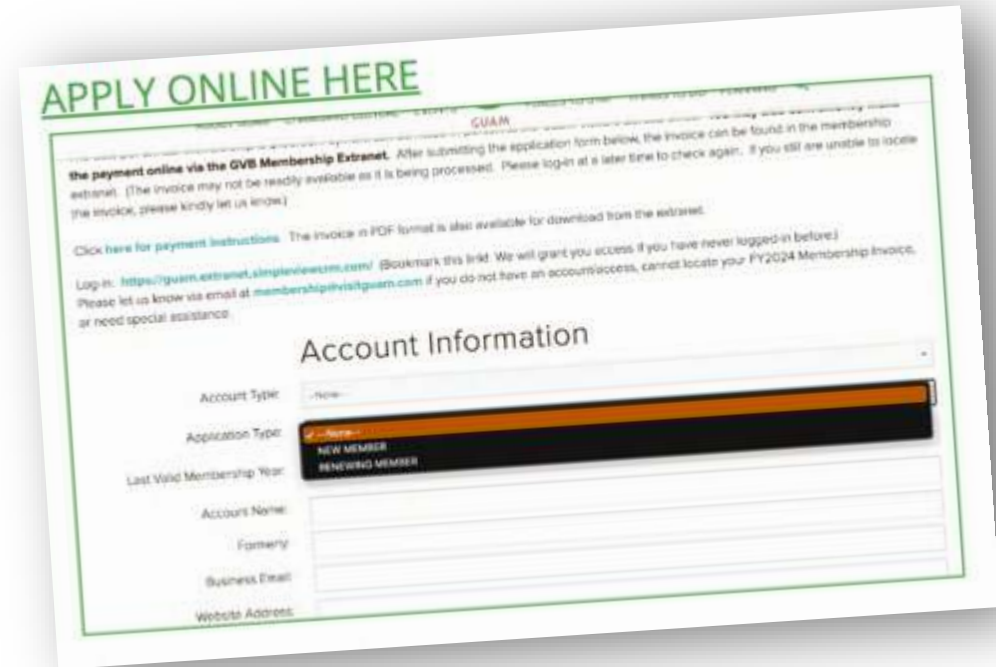 APPLY ONLINE HERE
GUAM
the payment online via the GVB Membership Extranet. After submitting the application form below, the invoice can be found in the membership
extranet. (The invoice may not be readily available as it is being processed. Please log-in at a later time to check again. If you still are unable to locate
the invoice, please kindly let us know.)
Click here for payment instructions. The invoice in PDF format is also available for download from the extranet.
Log-in: https://guam.extranet.simpleviewcrm.com/ (Bookmark this link! We will grant you access if you have never logged-in before.)
Please let us know via email at membership@visitguam.com if you do not have an account/access, cannot locate your FY2024 Membership Invoice,
or need special assistance.
Account Information
Account Type: --None--
Application Type: ✓ --None--
NEW MEMBER
RENEWING MEMBER
Last Valid Membership Year:
Account Name:
Formerly:
Business Email:
Website Address: